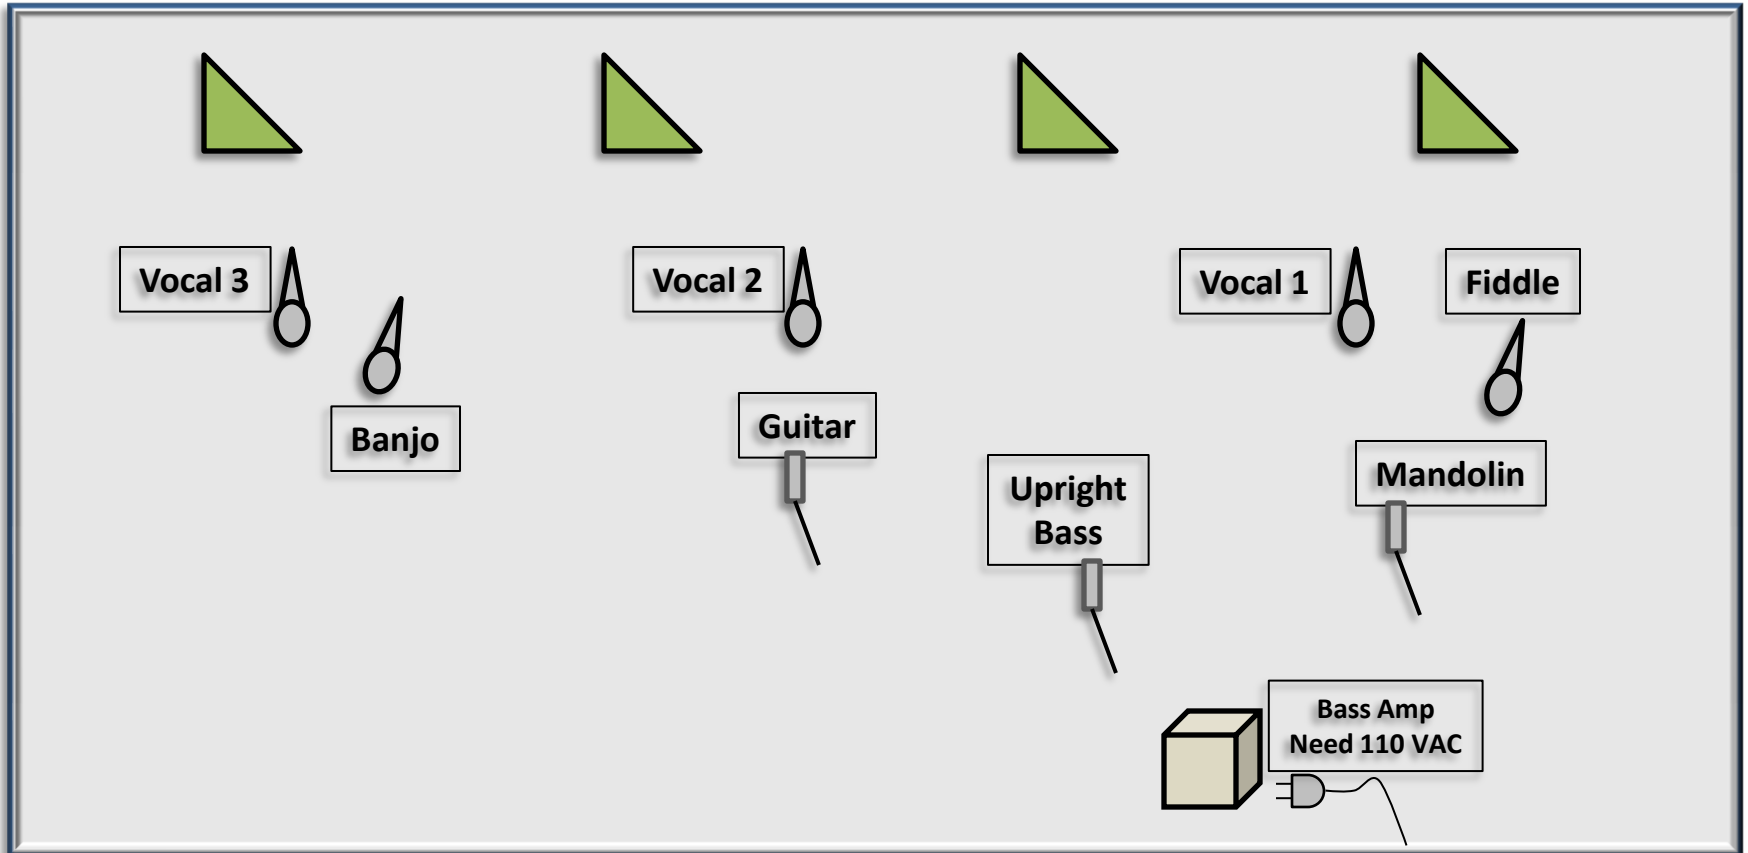 Vocal 3
Vocal 2
Vocal 1
Fiddle
Banjo
Guitar
Upright
Bass
Mandolin
Bass Amp
Need 110 VAC